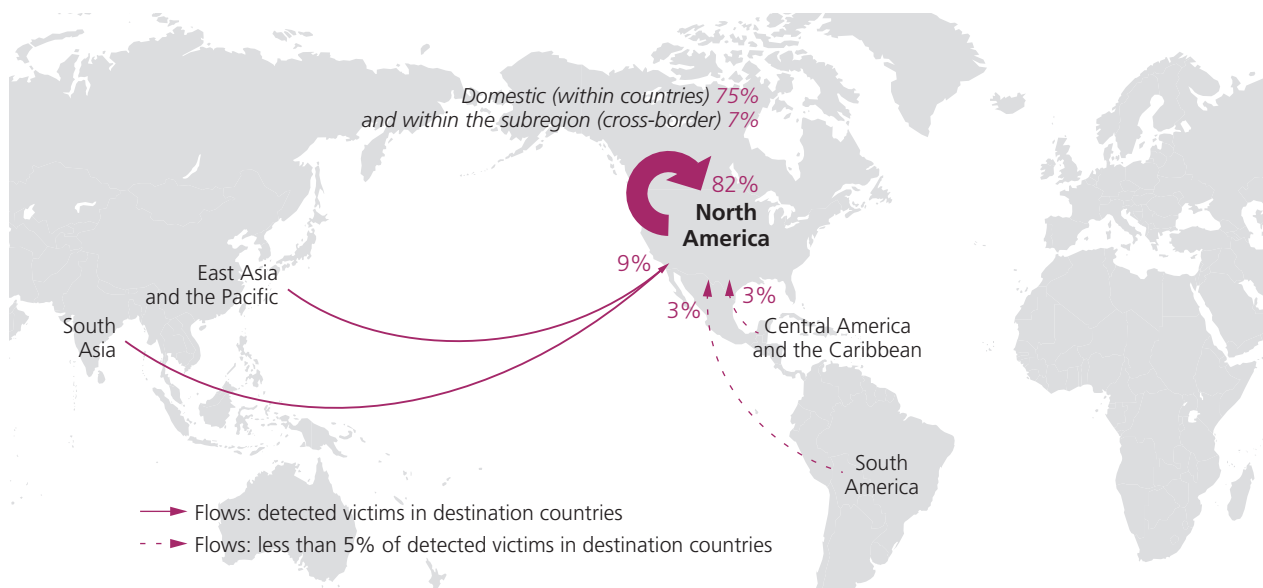 Domestic (within countries) 75%
and within the subregion (cross-border) 7%
82%
North
America
9%
East Asia
and the Pacific
3%
3%
South
Asia
Central America
and the Caribbean
South
America
Flows: detected victims in destination countries
Flows: less than 5% of detected victims in destination countries